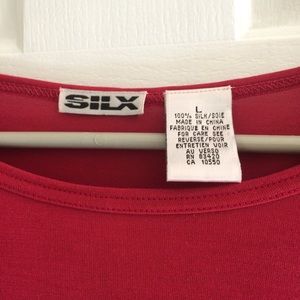 SILX
L
100% SILK/SOIE
MADE IN CHINA
FABRIQUE EN CHINE
FOR CARE SEE
REVERSE/POUR
ENTRETIEN VOIR
AU VERSO
RN 83420
CA 10550